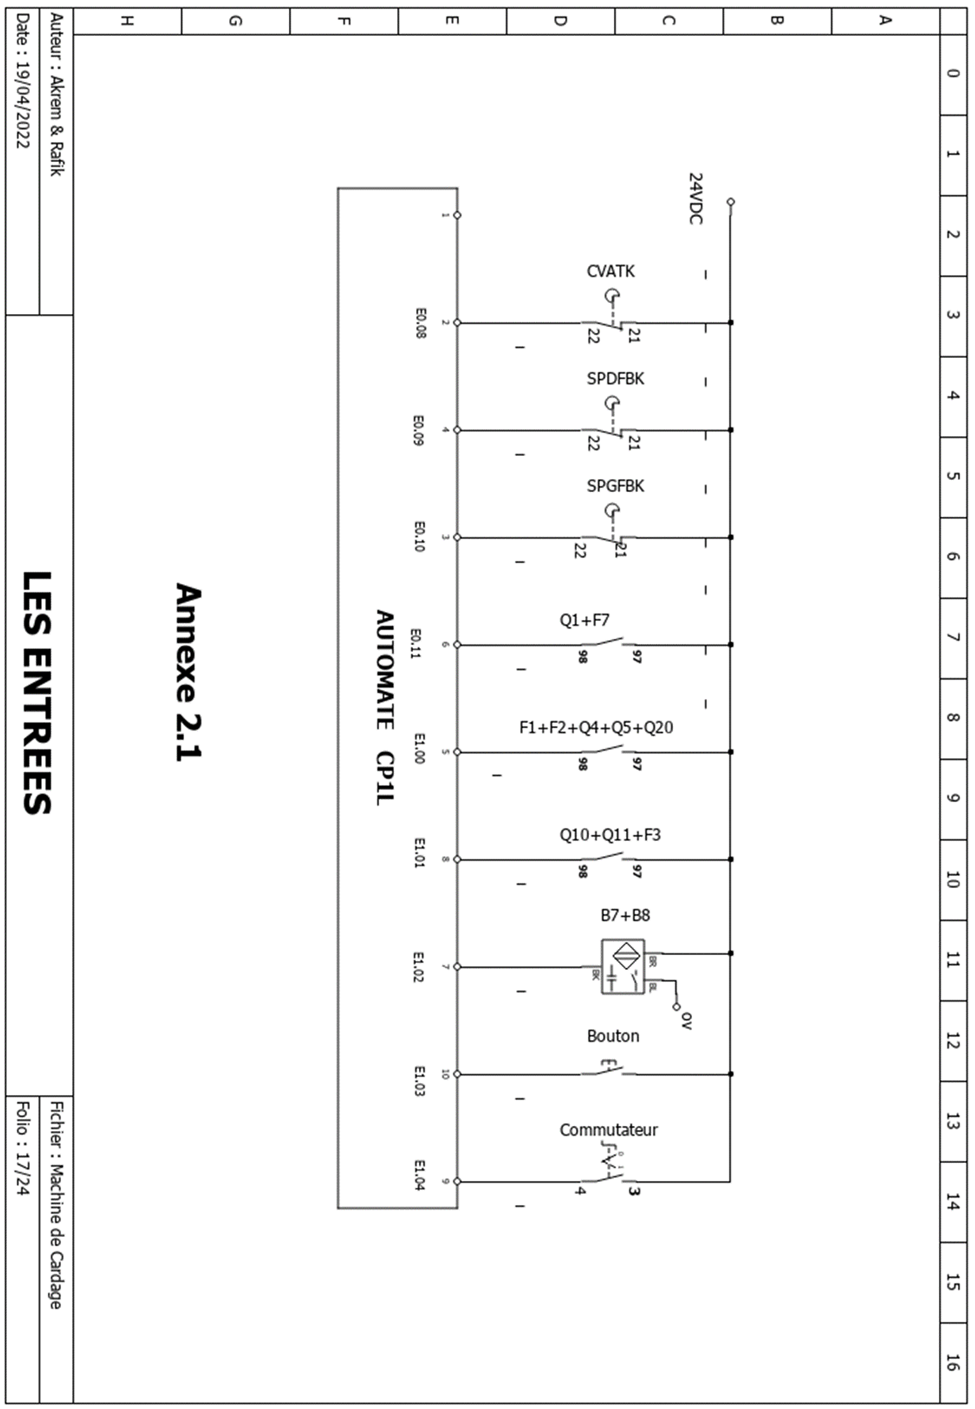 0 1 2 3 4 5 6 7 8 9 10 11 12 13 14 15 16
A
B
C
D
E
F
G
H
24VDC
CVATK
21
22
SPDFBK
21
22
SPGFBK
21
22
Q1+F7
97
98
F1+F2+Q4+Q5+Q20
97
98
Q10+Q11+F3
97
98
B7+B8
BR
BL
BK
0V
Bouton
Commutateur
0 1
3
4
1 2 4 3 6 5 8 7 10 9
E0.08 E0.09 E0.10 E0.11 E1.00 E1.01 E1.02 E1.03 E1.04
AUTOMATE CP1L
Annexe 2.1
Auteur : Akrem & Rafik
Date : 19/04/2022
LES ENTREES
Fichier : Machine de Cardage
Folio : 17/24